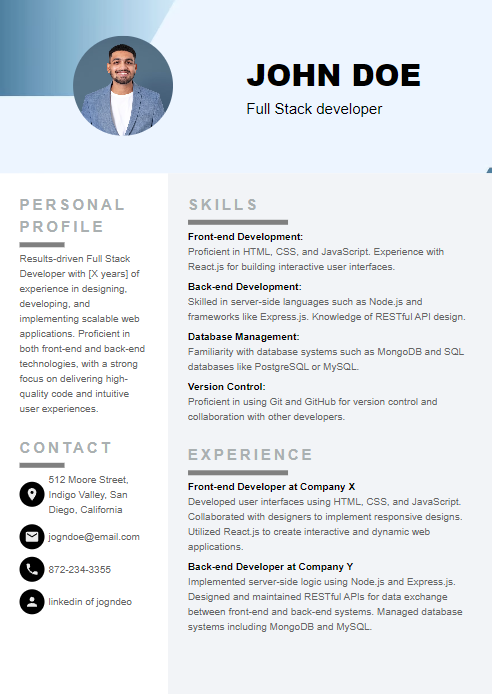 JOHN DOE
Full Stack developer
PERSONAL
PROFILE
Results-driven Full Stack
Developer with [X years] of
experience in designing,
developing, and
implementing scalable web
applications. Proficient in
both front-end and back-end
technologies, with a strong
focus on delivering high-
quality code and intuitive
user experiences.
CONTACT
512 Moore Street,
Indigo Valley, San
Diego, California
jogndoe@email.com
872-234-3355
linkedin of jogndeo
SKILLS
Front-end Development:
Proficient in HTML, CSS, and JavaScript. Experience with
React.js for building interactive user interfaces.
Back-end Development:
Skilled in server-side languages such as Node.js and
frameworks like Express.js. Knowledge of RESTful API design.
Database Management:
Familiarity with database systems such as MongoDB and SQL
databases like PostgreSQL or MySQL.
Version Control:
Proficient in using Git and GitHub for version control and
collaboration with other developers.
EXPERIENCE
Front-end Developer at Company X
Developed user interfaces using HTML, CSS, and JavaScript.
Collaborated with designers to implement responsive designs.
Utilized React.js to create interactive and dynamic web
applications.
Back-end Developer at Company Y
Implemented server-side logic using Node.js and Express.js.
Designed and maintained RESTful APIs for data exchange
between front-end and back-end systems. Managed database
systems including MongoDB and MySQL.